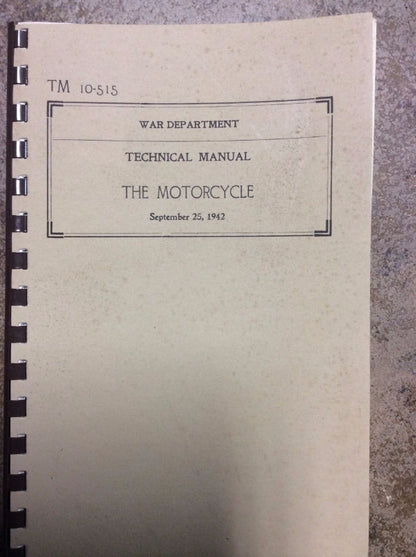 TM 10-515
WAR DEPARTMENT
TECHNICAL MANUAL
THE MOTORCYCLE
September 25, 1942